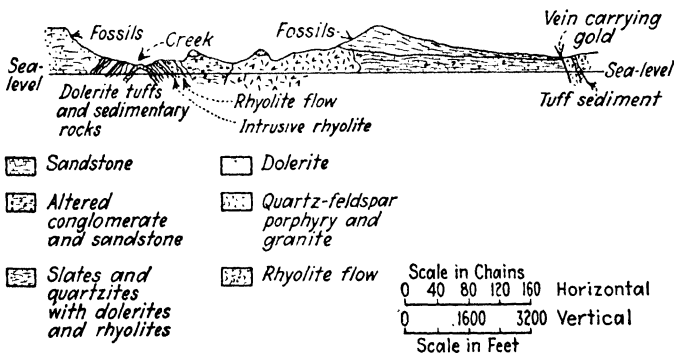 Fossils
Creek
Fossils
Vein carrying
gold
Sea-
level
Sea-level
Dolerite tuffs
and sedimentary
rocks
Rhyolite flow
Intrusive rhyolite
Tuff sediment
Sandstone
Dolerite
Altered
conglomerate
and sandstone
Quartz-feldspar
porphyry and
granite
Slates and
quartzites
with dolerites
and rhyolites
Rhyolite flow
Scale in Chains
0 40 80 120 160 Horizontal
0 .1600 3200 Vertical
Scale in Feet